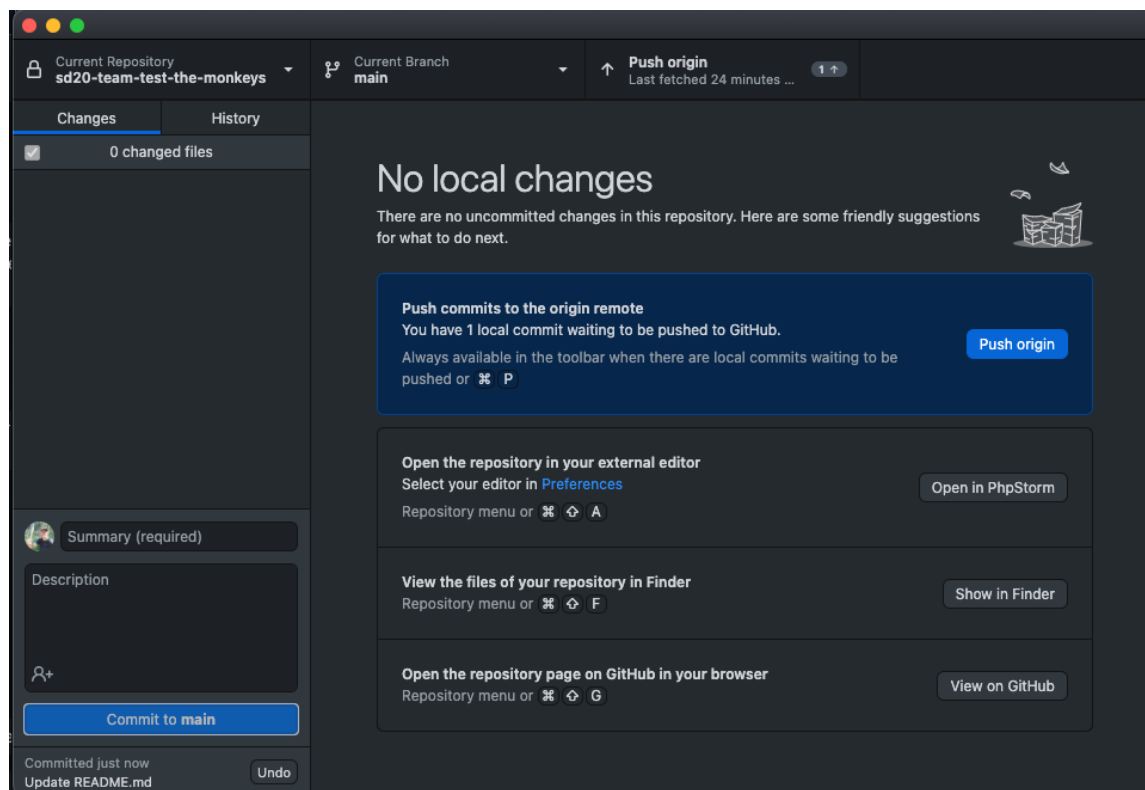 Current Repository
sd20-team-test-the-monkeys
Current Branch
main
Push origin
Last fetched 24 minutes ...
1
Changes
History
0 changed files
No local changes
There are no uncommitted changes in this repository. Here are some friendly suggestions
for what to do next.
Push commits to the origin remote
You have 1 local commit waiting to be pushed to GitHub.
Always available in the toolbar when there are local commits waiting to be
pushed or ⌘ P
Push origin
Open the repository in your external editor
Select your editor in Preferences
Repository menu or ⌘ ⇧ A
Open in PhpStorm
View the files of your repository in Finder
Repository menu or ⌘ ⇧ F
Show in Finder
Open the repository page on GitHub in your browser
Repository menu or ⌘ ⇧ G
View on GitHub
Summary (required)
Description
Commit to main
Committed just now
Update README.md
Undo